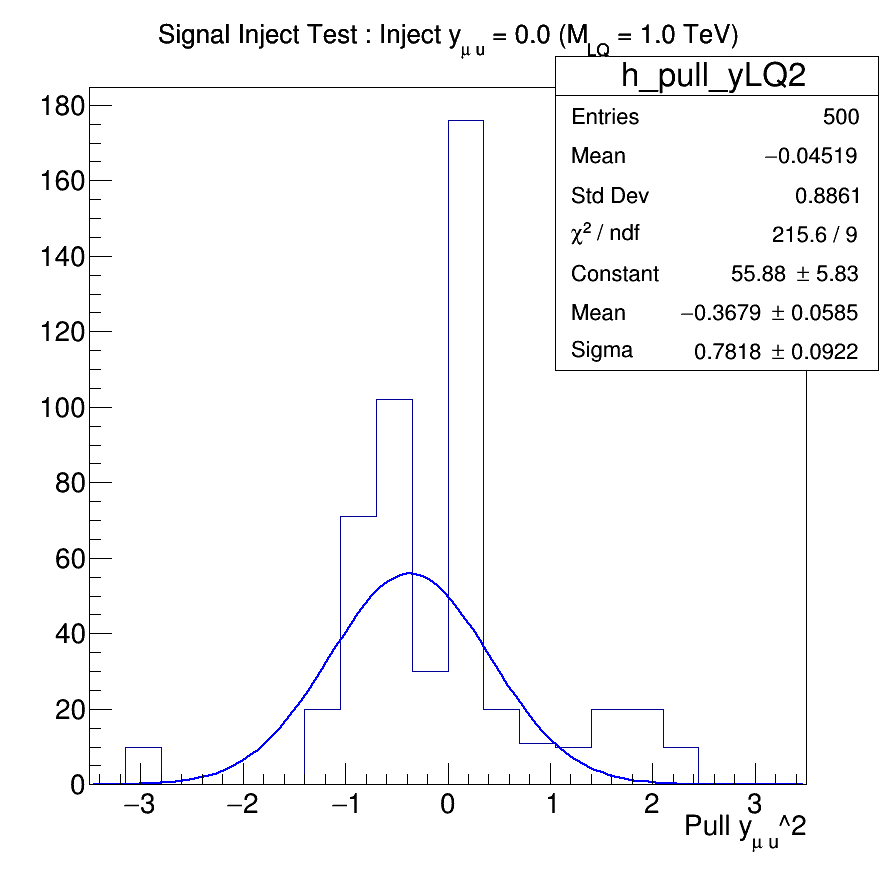 Signal Inject Test : Inject y_μu = 0.0 (M_LQ = 1.0 TeV)
h_pull_yLQ2
Entries 500
Mean −0.04519
Std Dev 0.8861
χ² / ndf 215.6 / 9
Constant 55.88 ± 5.83
Mean −0.3679 ± 0.0585
Sigma 0.7818 ± 0.0922
180
160
140
120
100
80
60
40
20
0
−3 −2 −1 0 1 2 3
Pull y_μu^2